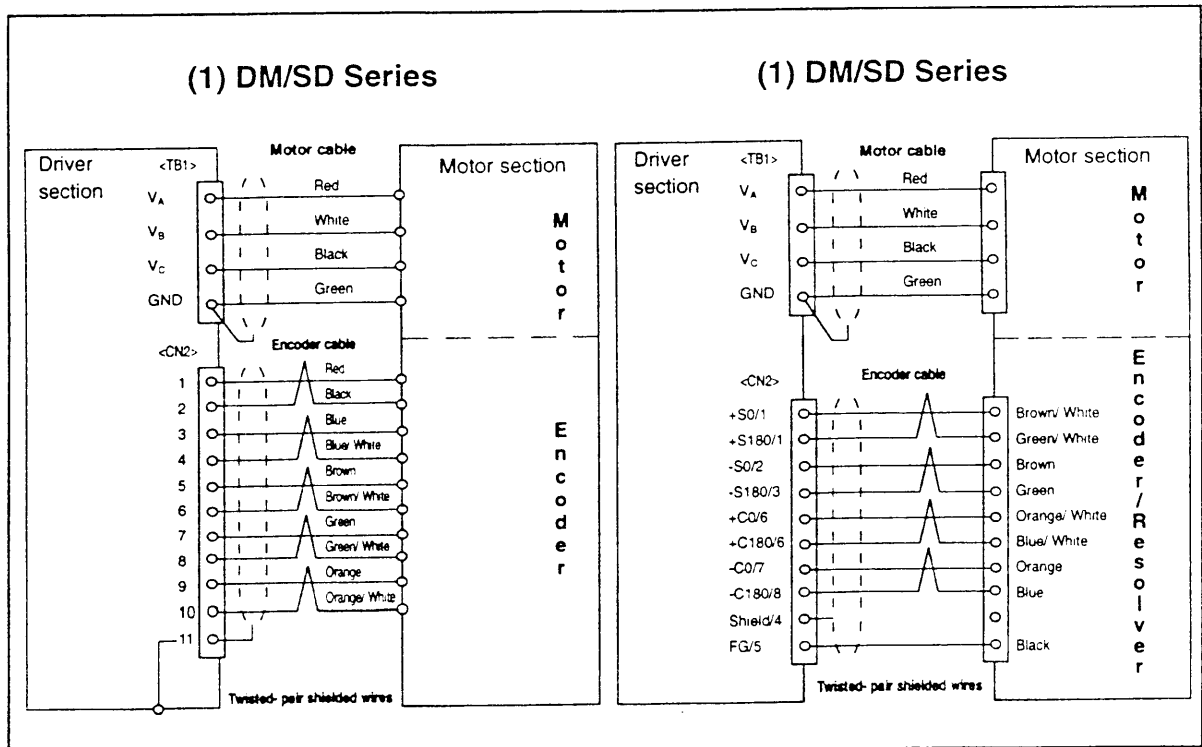 (1) DM/SD Series
Driver section
<TB1>
Motor cable
Motor section
VA
Red
VB
White
VC
Black
GND
Green
Motor
<CN2>
Encoder cable
1
Red
2
Black
3
Blue
4
Blue/ White
5
Brown
6
Brown/ White
7
Green
8
Green/ White
9
Orange
10
Orange/ White
11
Encoder
Twisted- pair shielded wires
(1) DM/SD Series
Driver section
<TB1>
Motor cable
Motor section
VA
Red
VB
White
VC
Black
GND
Green
Motor
<CN2>
Encoder cable
+S0/1
Brown/ White
+S180/1
Green/ White
-S0/2
Brown
-S180/3
Green
+C0/6
Orange/ White
+C180/6
Blue/ White
-C0/7
Orange
-C180/8
Blue
Shield/4
FG/5
Black
Encoder/Resolver
Twisted- pair shielded wires